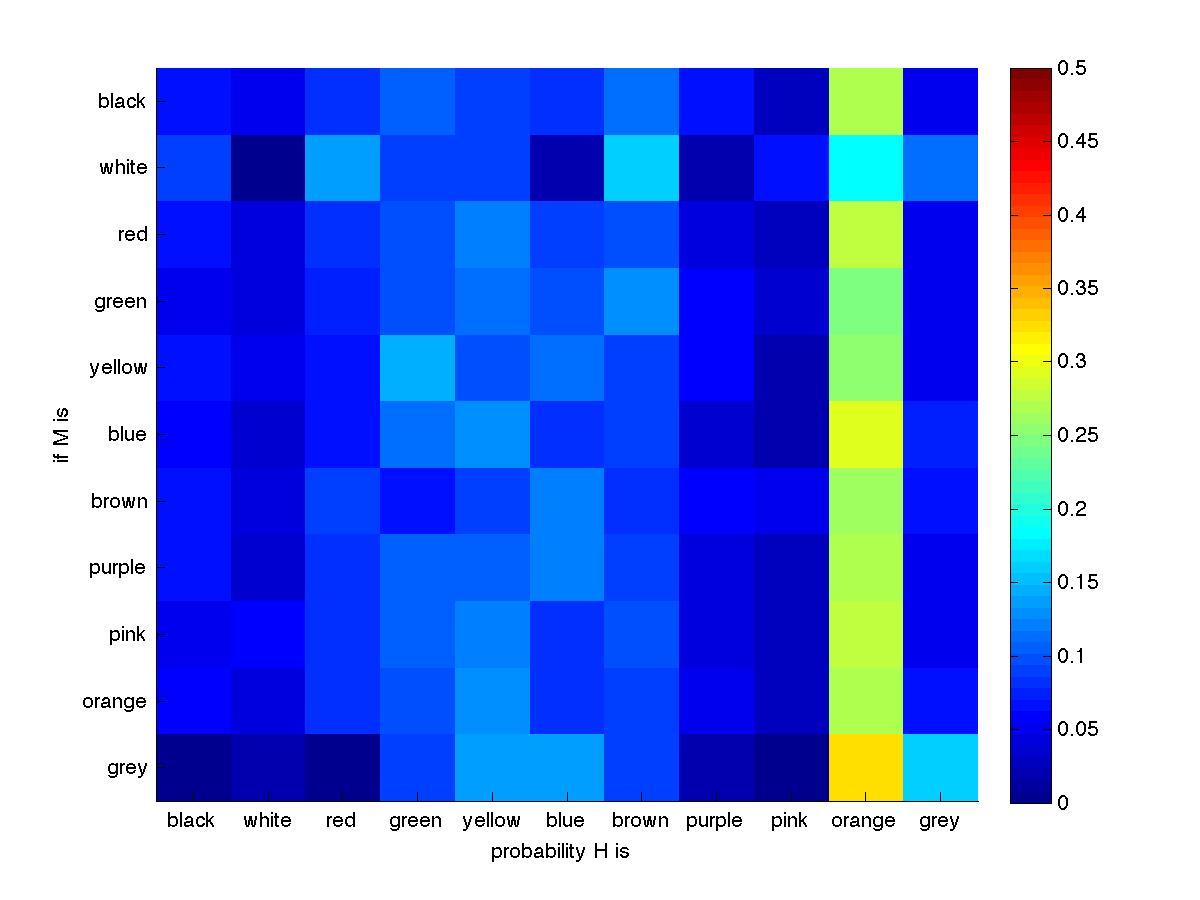 0.5
black
0.45
white
0.4
red
0.35
green
0.3
yellow
0.25
if M is
blue
0.2
brown
0.15
purple
0.1
pink
0.05
orange
grey
0
black white red green yellow blue brown purple pink orange grey
probability H is